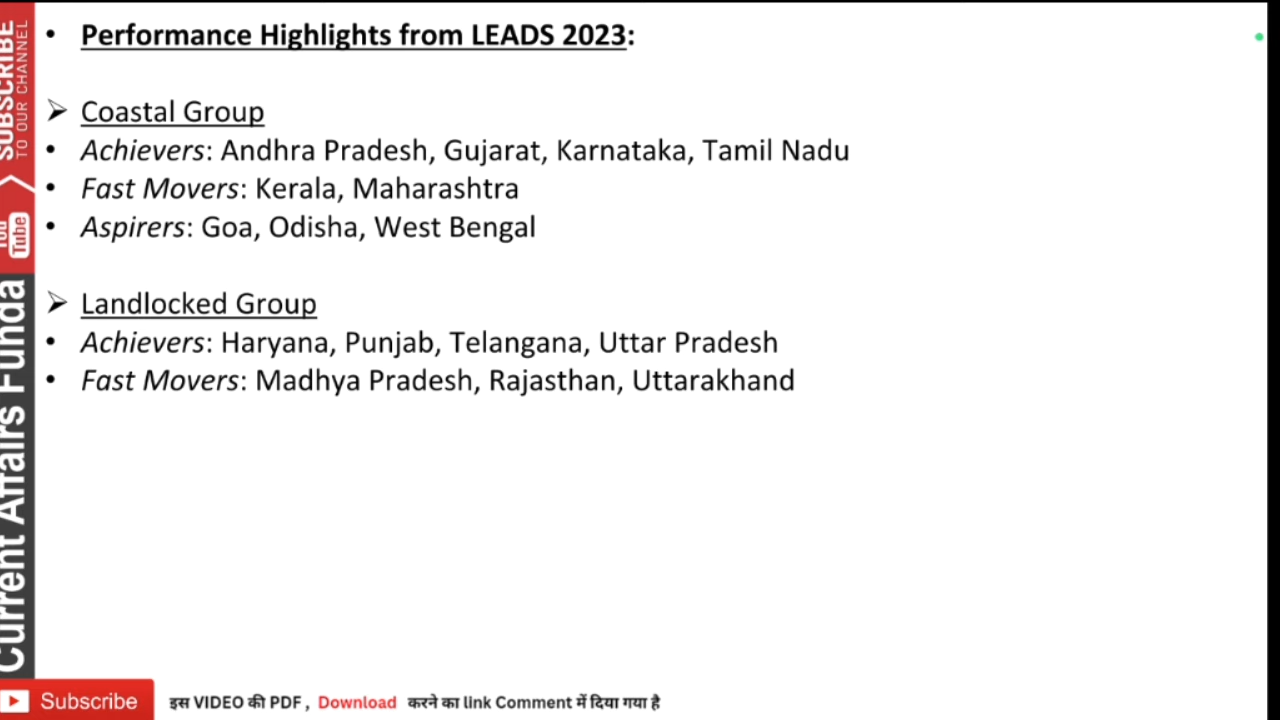 • Performance Highlights from LEADS 2023:
➢ Coastal Group
• Achievers: Andhra Pradesh, Gujarat, Karnataka, Tamil Nadu
• Fast Movers: Kerala, Maharashtra
• Aspirers: Goa, Odisha, West Bengal
➢ Landlocked Group
• Achievers: Haryana, Punjab, Telangana, Uttar Pradesh
• Fast Movers: Madhya Pradesh, Rajasthan, Uttarakhand
SUBSCRIBE
TO OUR CHANNEL
You Tube
Current Affairs Funda
Subscribe
इस VIDEO की PDF , Download करने का link Comment में दिया गया है